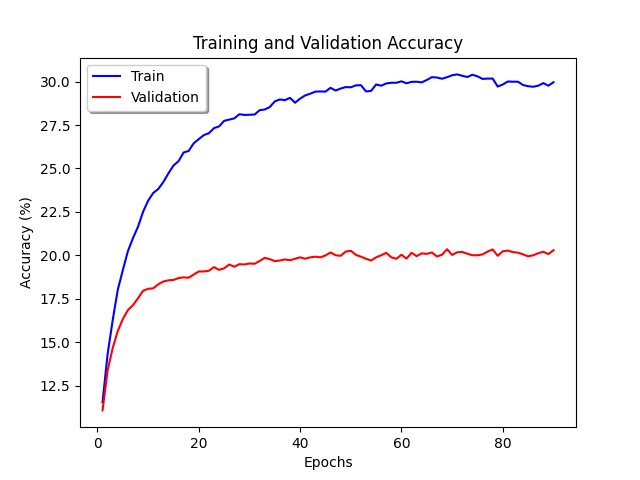 Training and Validation Accuracy
Train
Validation
30.0
27.5
25.0
22.5
20.0
17.5
15.0
12.5
Accuracy (%)
0 20 40 60 80
Epochs